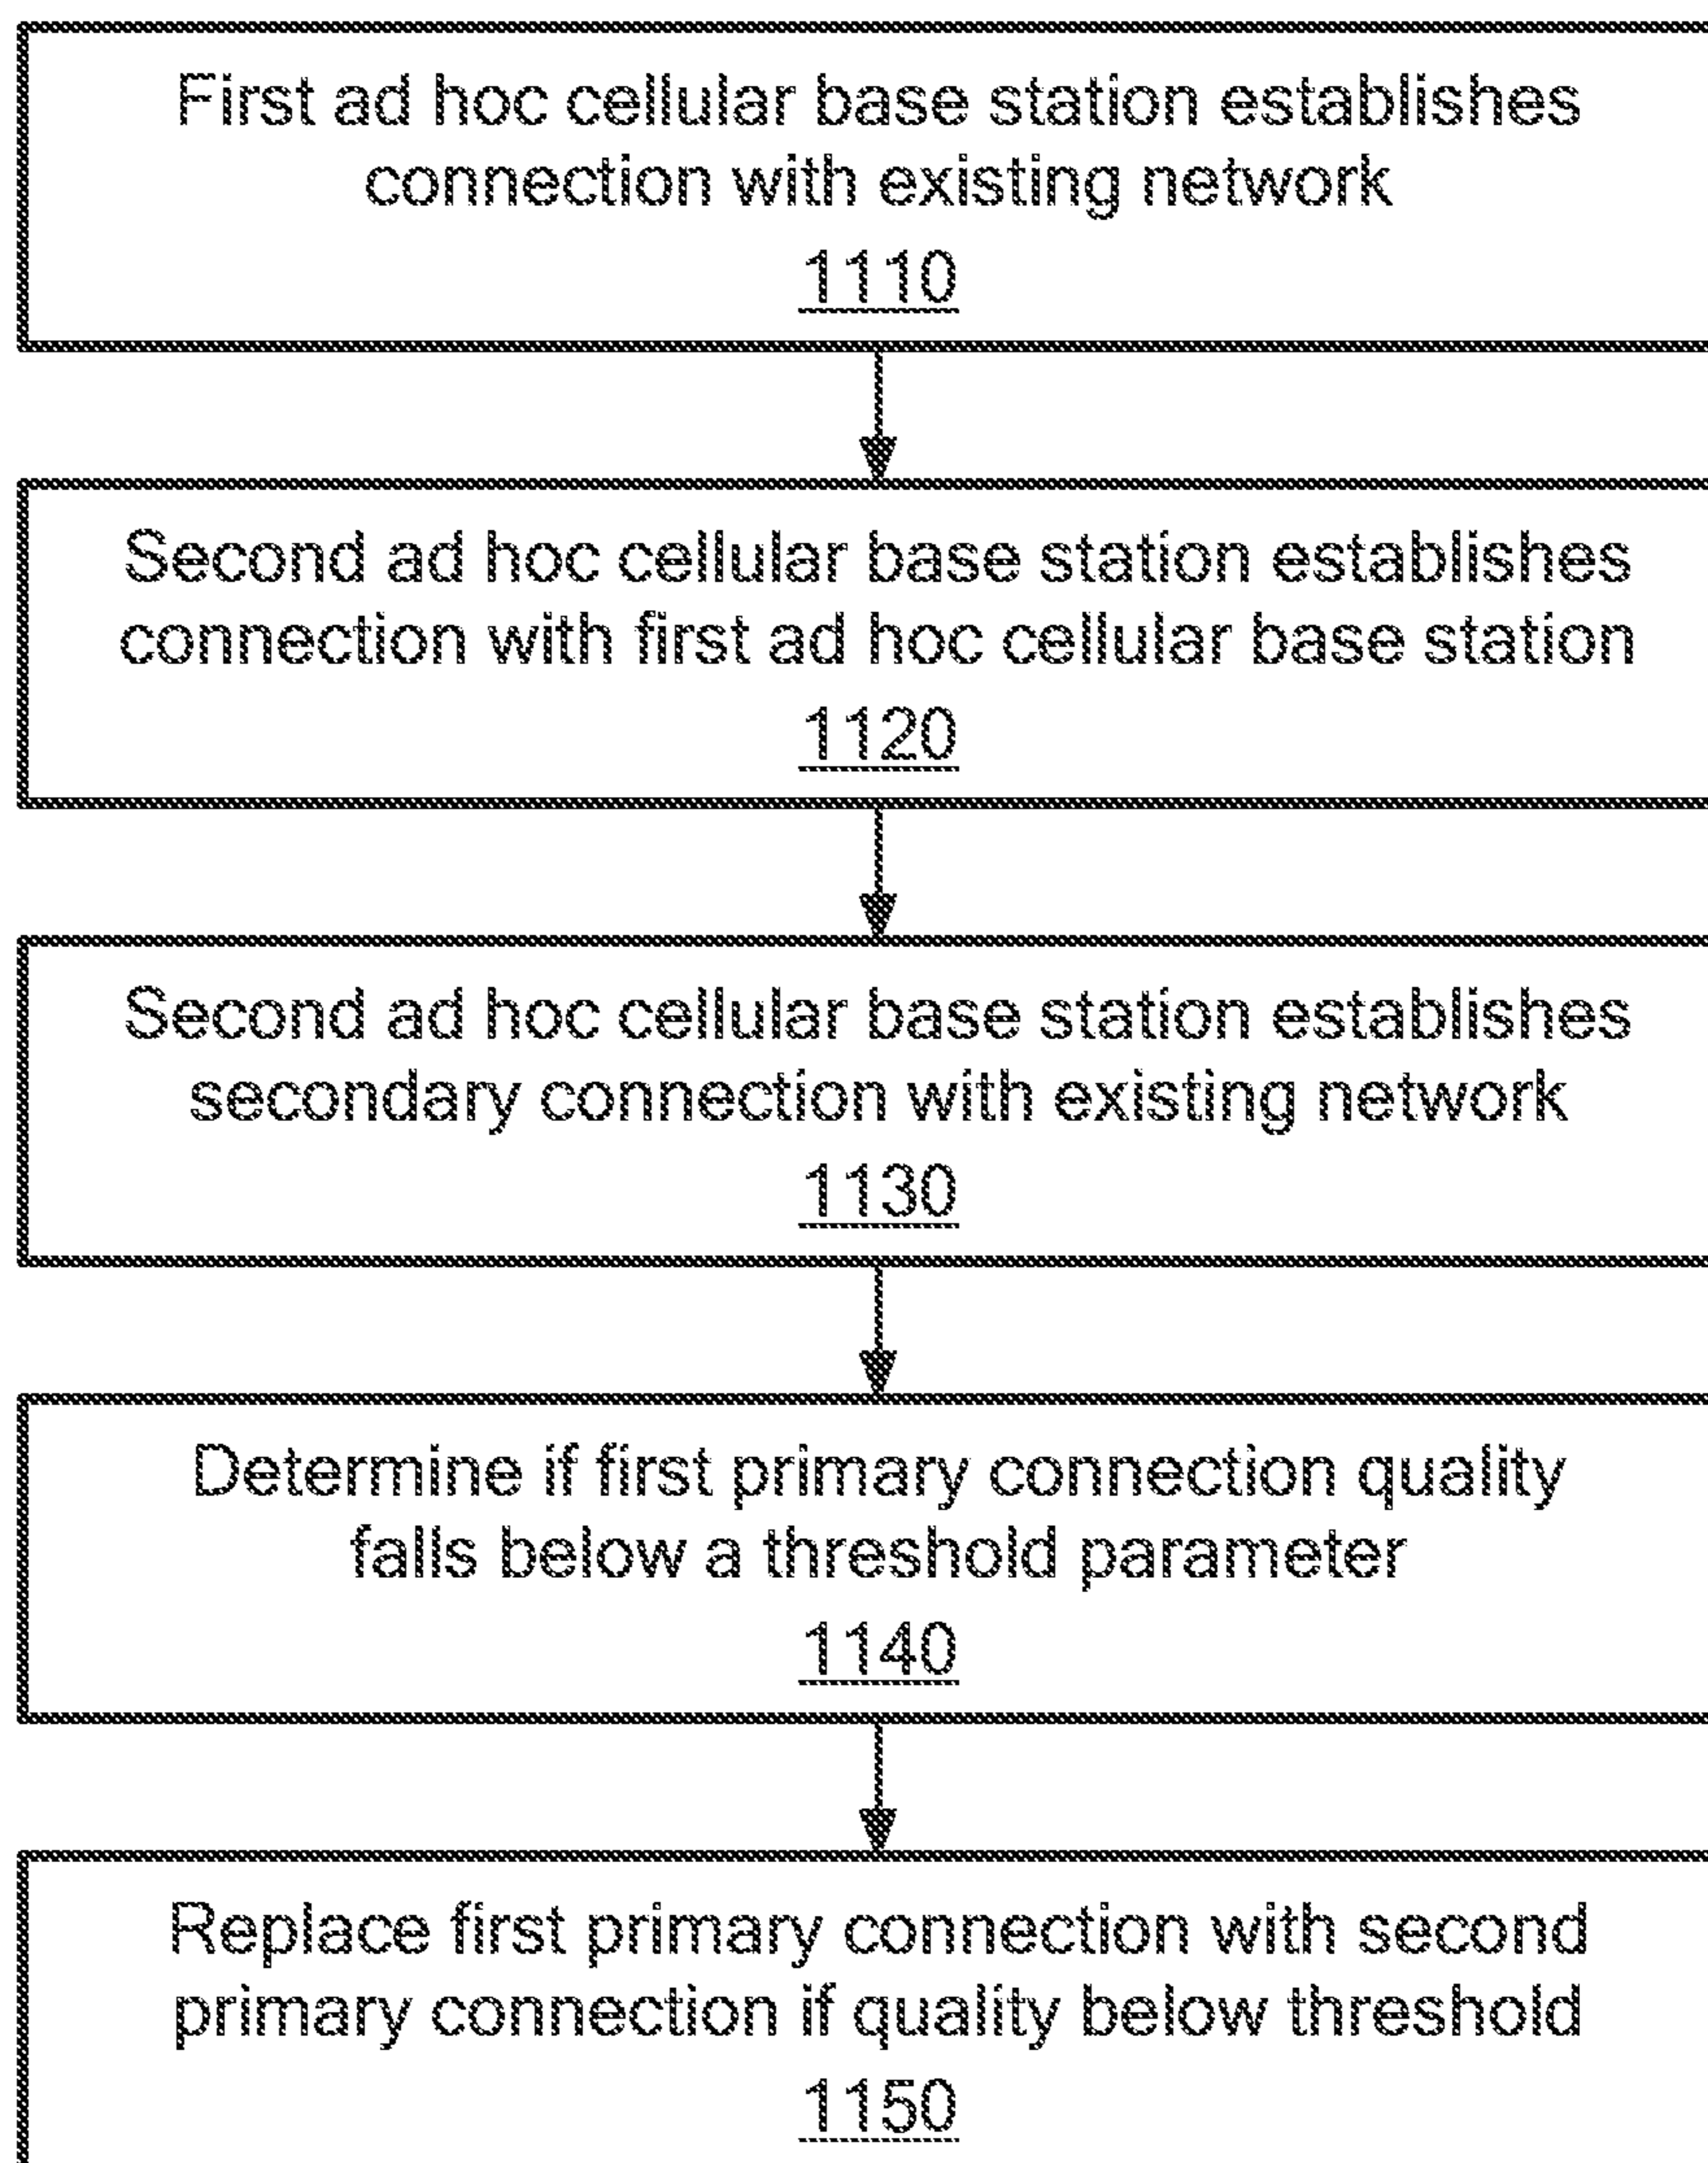 First ad hoc cellular base station establishes
connection with existing network
1110
Second ad hoc cellular base station establishes
connection with first ad hoc cellular base station
1120
Second ad hoc cellular base station establishes
secondary connection with existing network
1130
Determine if first primary connection quality
falls below a threshold parameter
1140
Replace first primary connection with second
primary connection if quality below threshold
1150